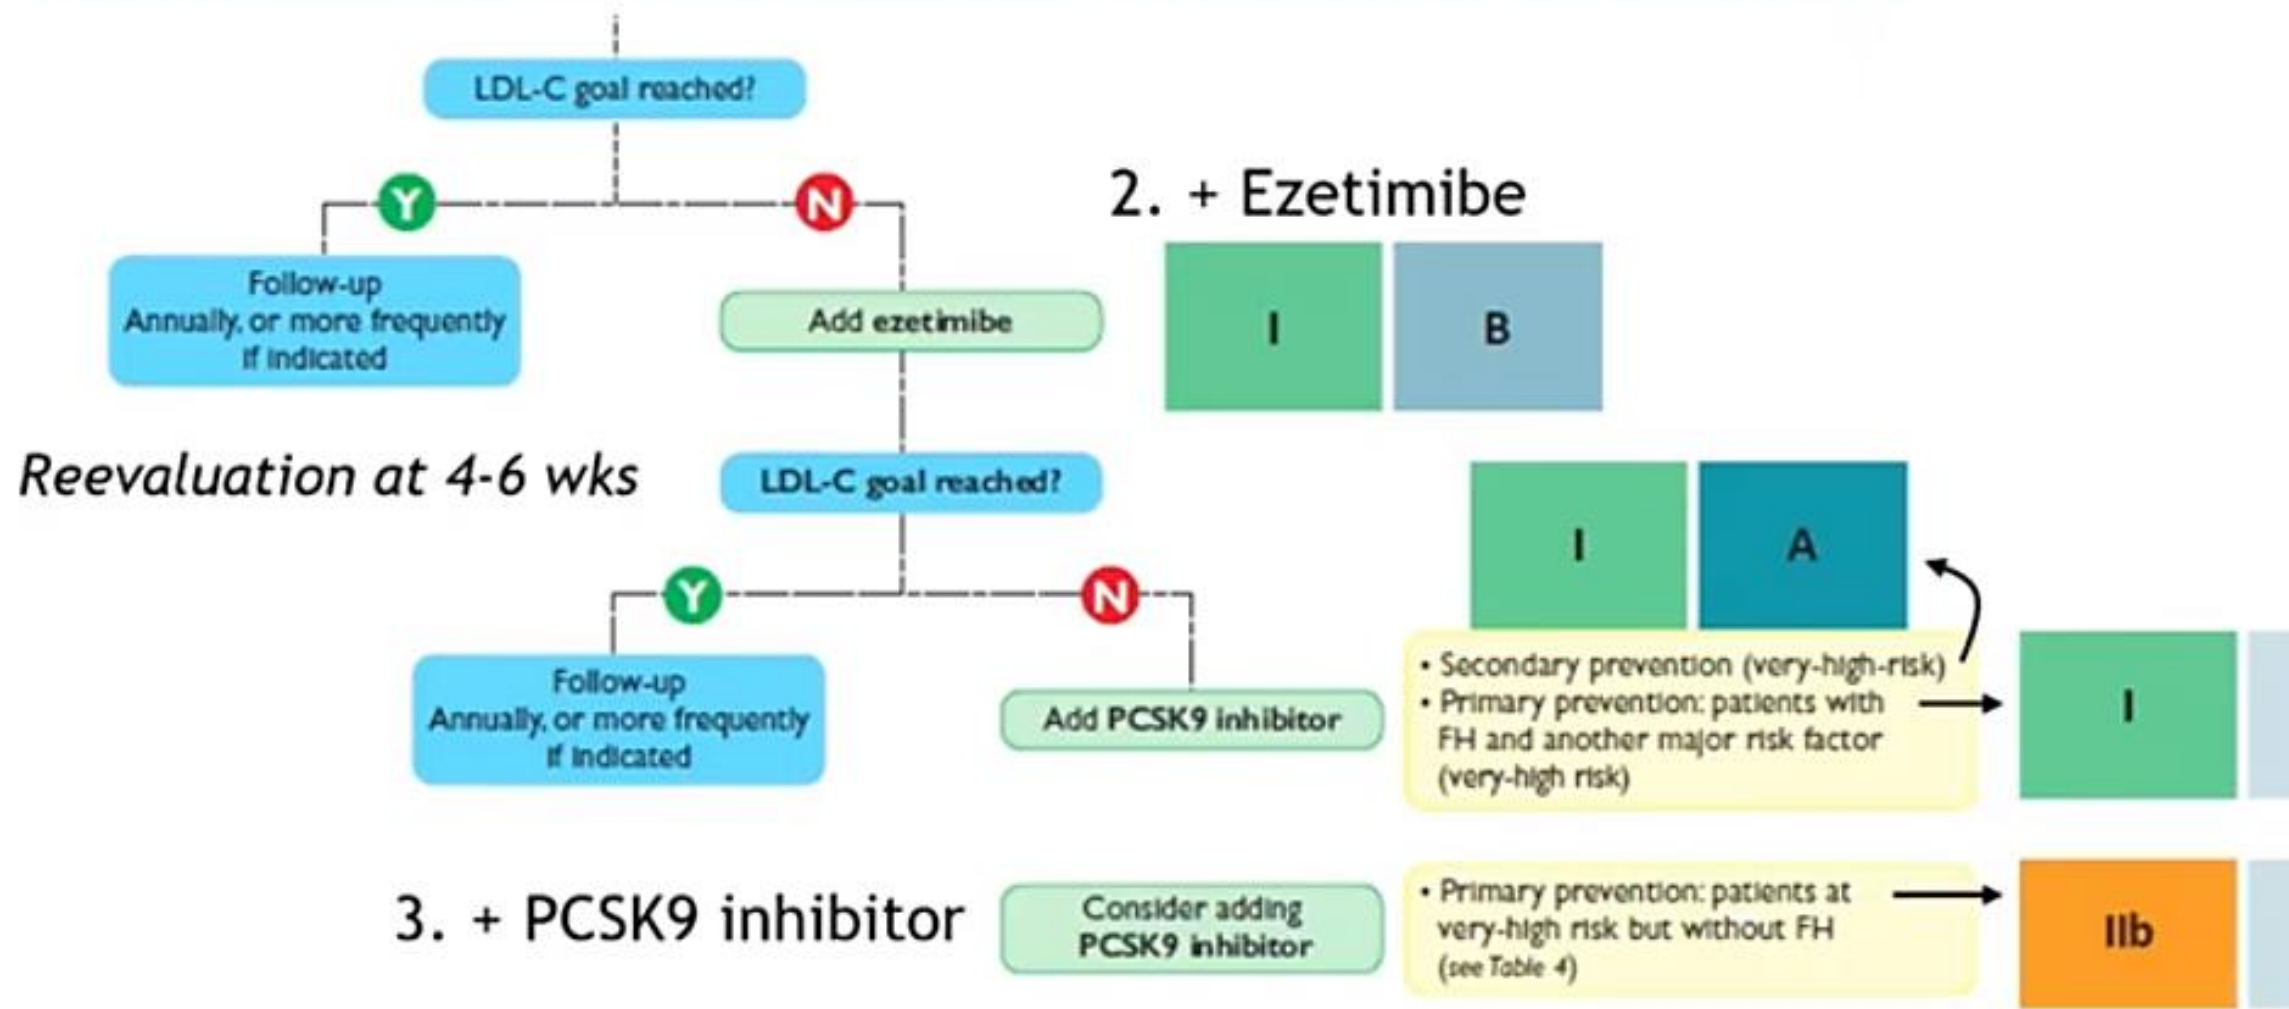 LDL-C goal reached?
Y
N
2. + Ezetimibe
Follow-up
Annually, or more frequently
if indicated
Add ezetimibe
I
B
Reevaluation at 4-6 wks
LDL-C goal reached?
I
A
Y
N
Follow-up
Annually, or more frequently
if indicated
Add PCSK9 inhibitor
• Secondary prevention (very-high-risk)
• Primary prevention: patients with
FH and another major risk factor
(very-high risk)
I
3. + PCSK9 inhibitor
Consider adding
PCSK9 inhibitor
• Primary prevention: patients at
very-high risk but without FH
(see Table 4)
IIb